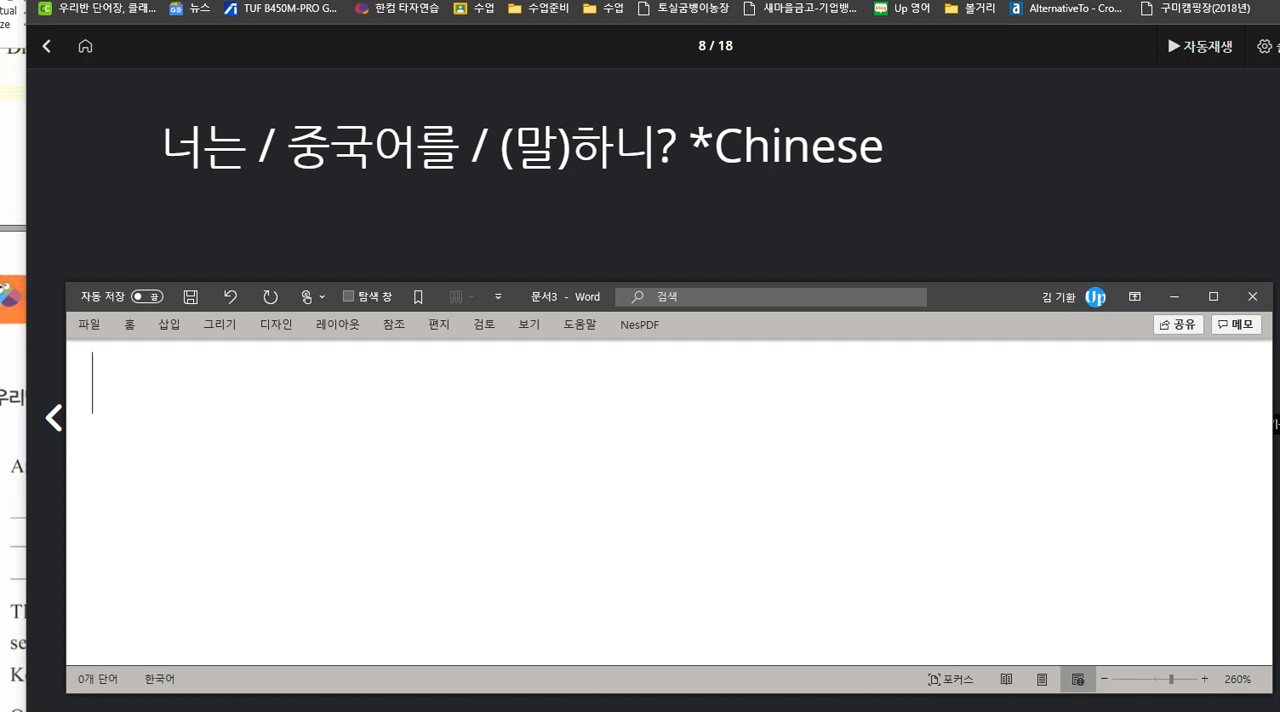 우리반 단어장, 클래... 뉴스 TUF B450M-PRO G... 한컴 타자연습 수업 수업준비 수업 토실굼벵이농장 새마을금고-기업뱅... Up 영어 볼거리 AlternativeTo - Cro... 구미캠핑장(2018년)
8 / 18
자동재생
너는 / 중국어를 / (말)하니? *Chinese
자동 저장 끔 탐색 창 문서3 - Word 검색 김 기환 Up
파일 홈 삽입 그리기 디자인 레이아웃 참조 편지 검토 보기 도움말 NesPDF 공유 메모
0개 단어 한국어 포커스 260%